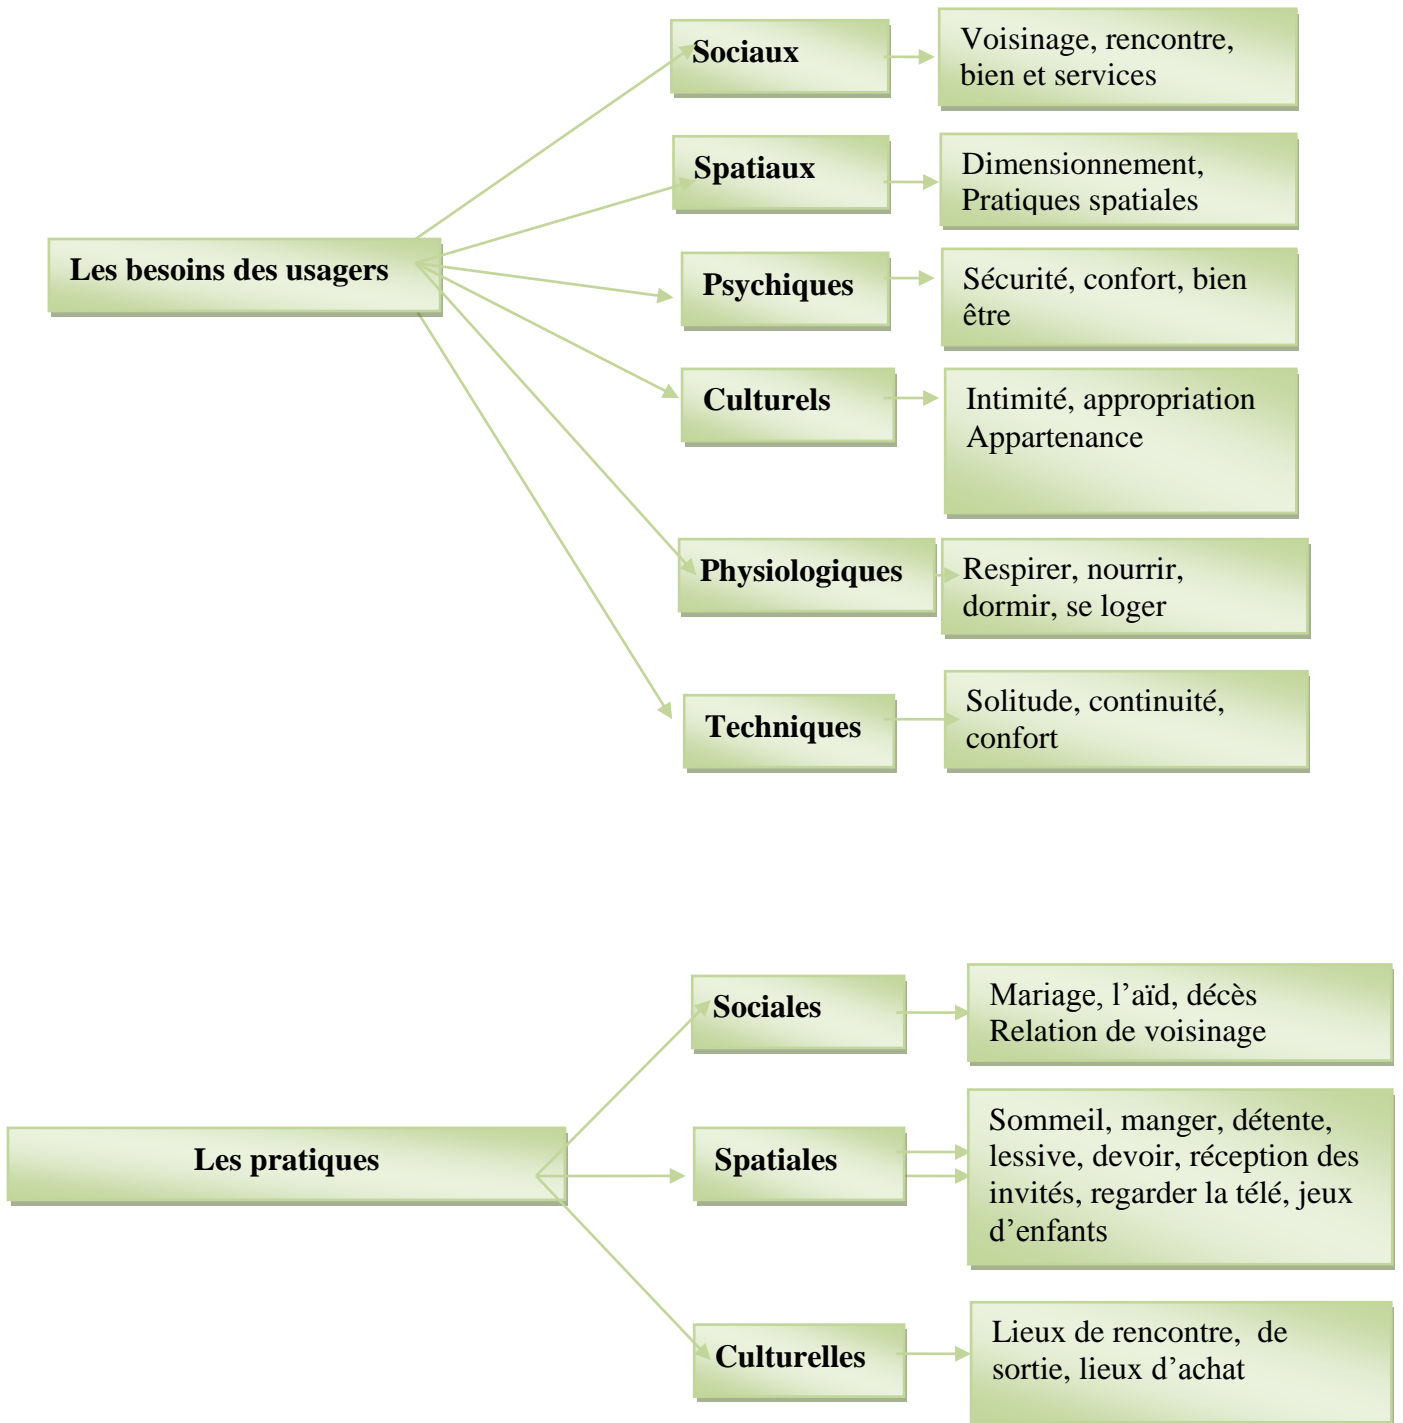 Sociaux
Voisinage, rencontre,
bien et services
Spatiaux
Dimensionnement,
Pratiques spatiales
Les besoins des usagers
Psychiques
Sécurité, confort, bien
être
Culturels
Intimité, appropriation
Appartenance
Physiologiques
Respirer, nourrir,
dormir, se loger
Techniques
Solitude, continuité,
confort
Sociales
Mariage, l’aïd, décès
Relation de voisinage
Les pratiques
Spatiales
Sommeil, manger, détente,
lessive, devoir, réception des
invités, regarder la télé, jeux
d’enfants
Culturelles
Lieux de rencontre, de
sortie, lieux d’achat